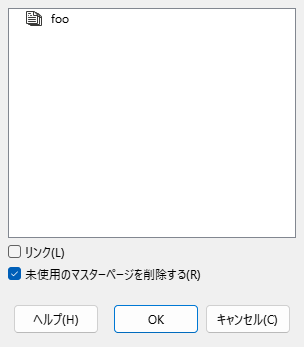 foo
リンク(L)
未使用のマスターページを削除する(R)
ヘルプ(H)
OK
キャンセル(C)